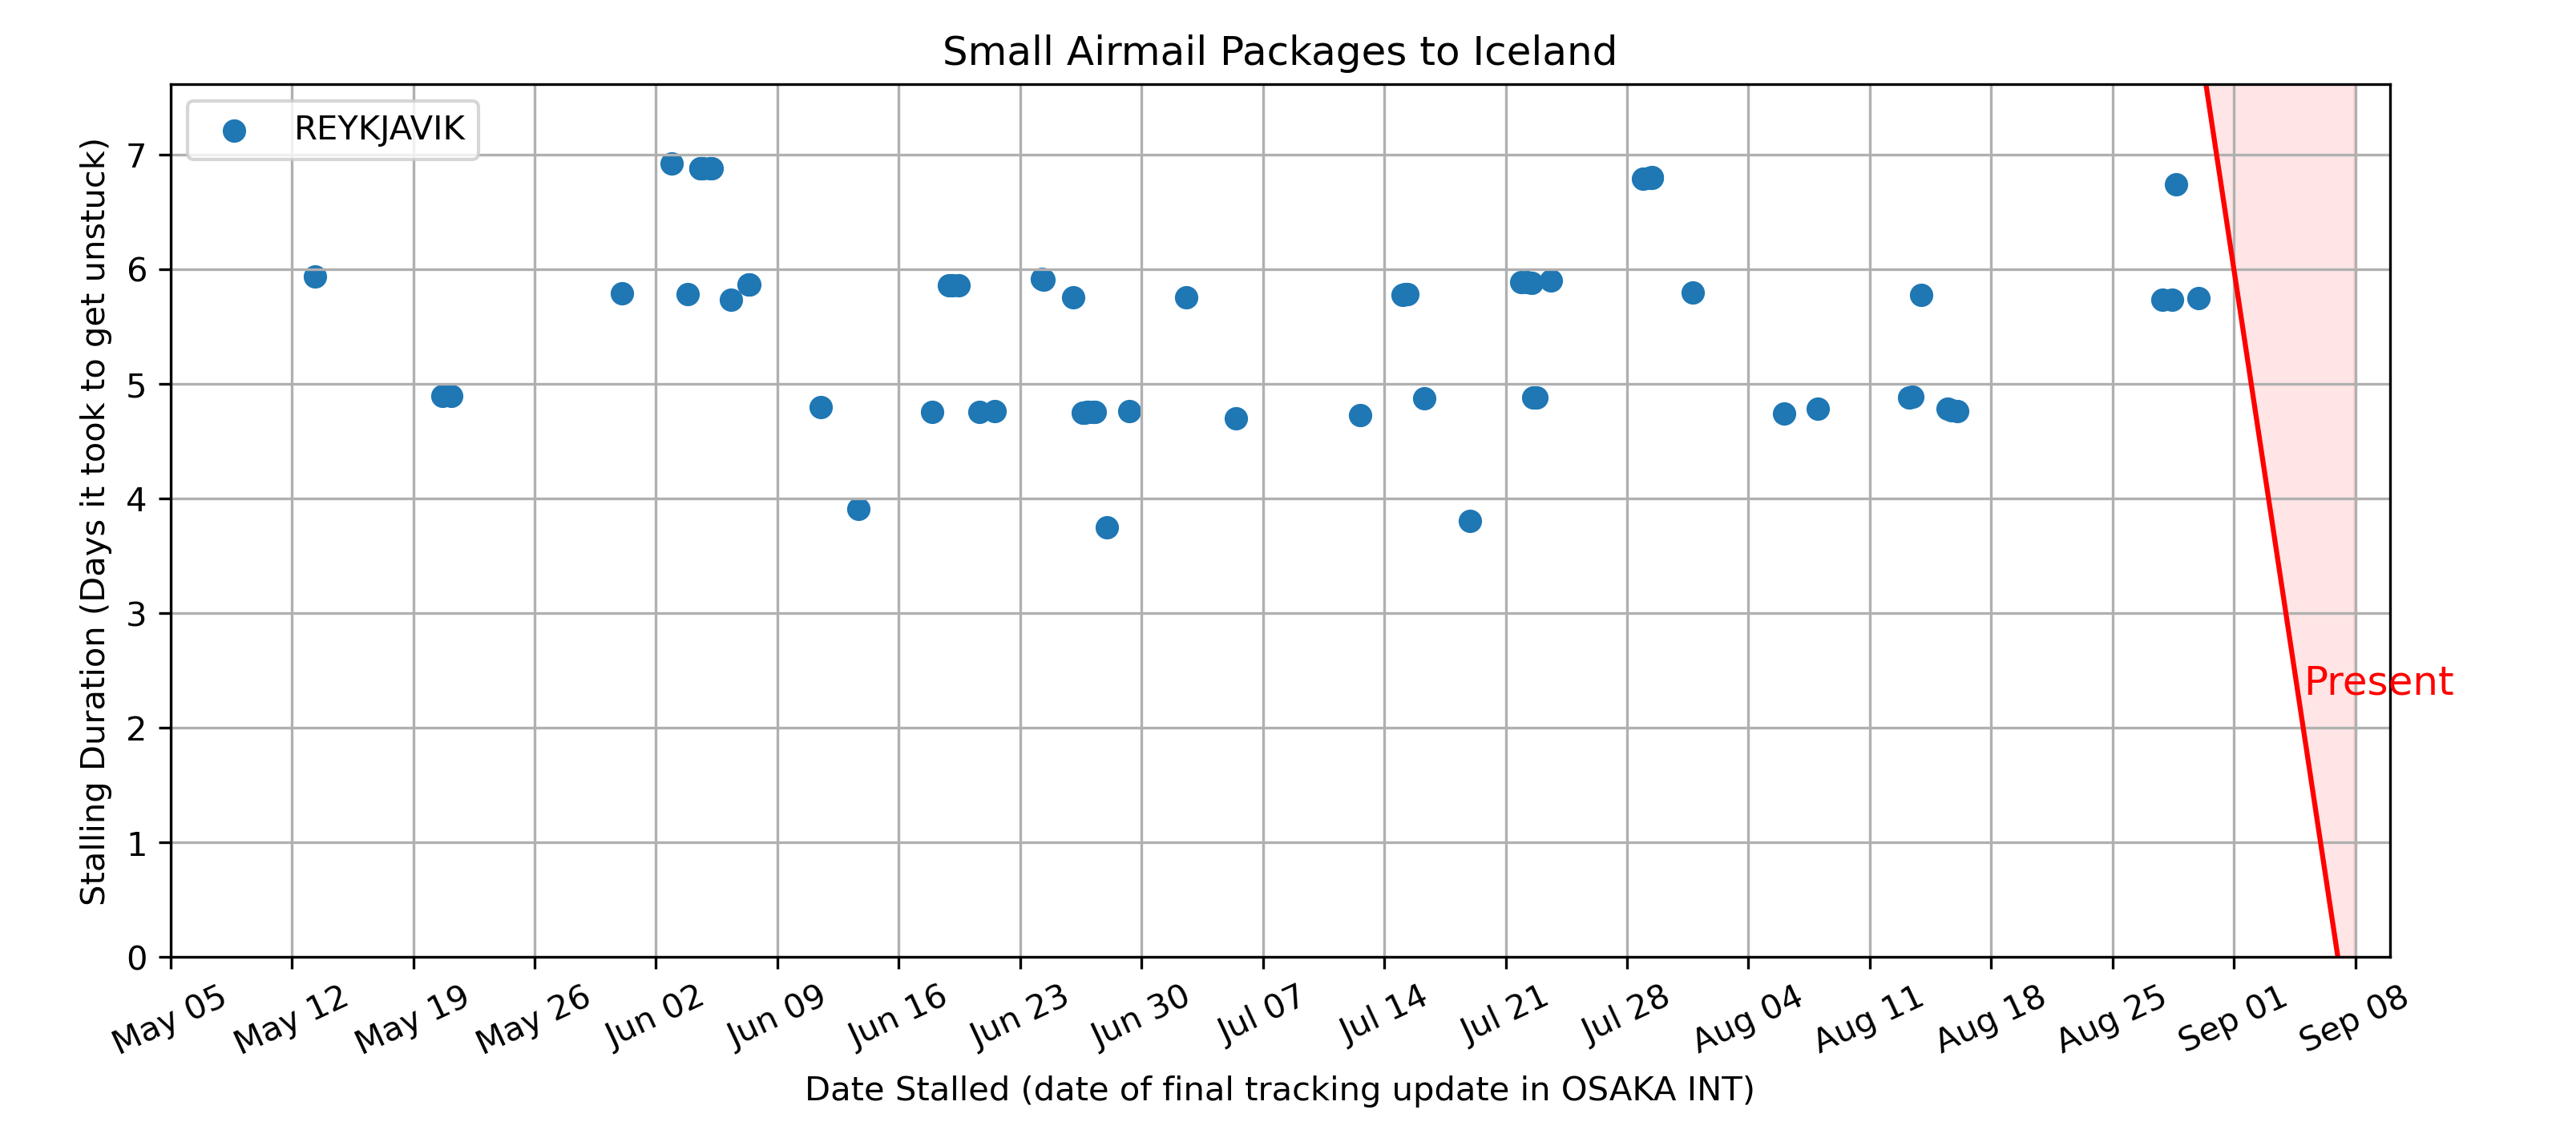 Small Airmail Packages to Iceland
REYKJAVIK
Stalling Duration (Days it took to get unstuck)
7
6
5
4
3
2
1
0
Present
May 05 May 12 May 19 May 26 Jun 02 Jun 09 Jun 16 Jun 23 Jun 30 Jul 07 Jul 14 Jul 21 Jul 28 Aug 04 Aug 11 Aug 18 Aug 25 Sep 01 Sep 08
Date Stalled (date of final tracking update in OSAKA INT)